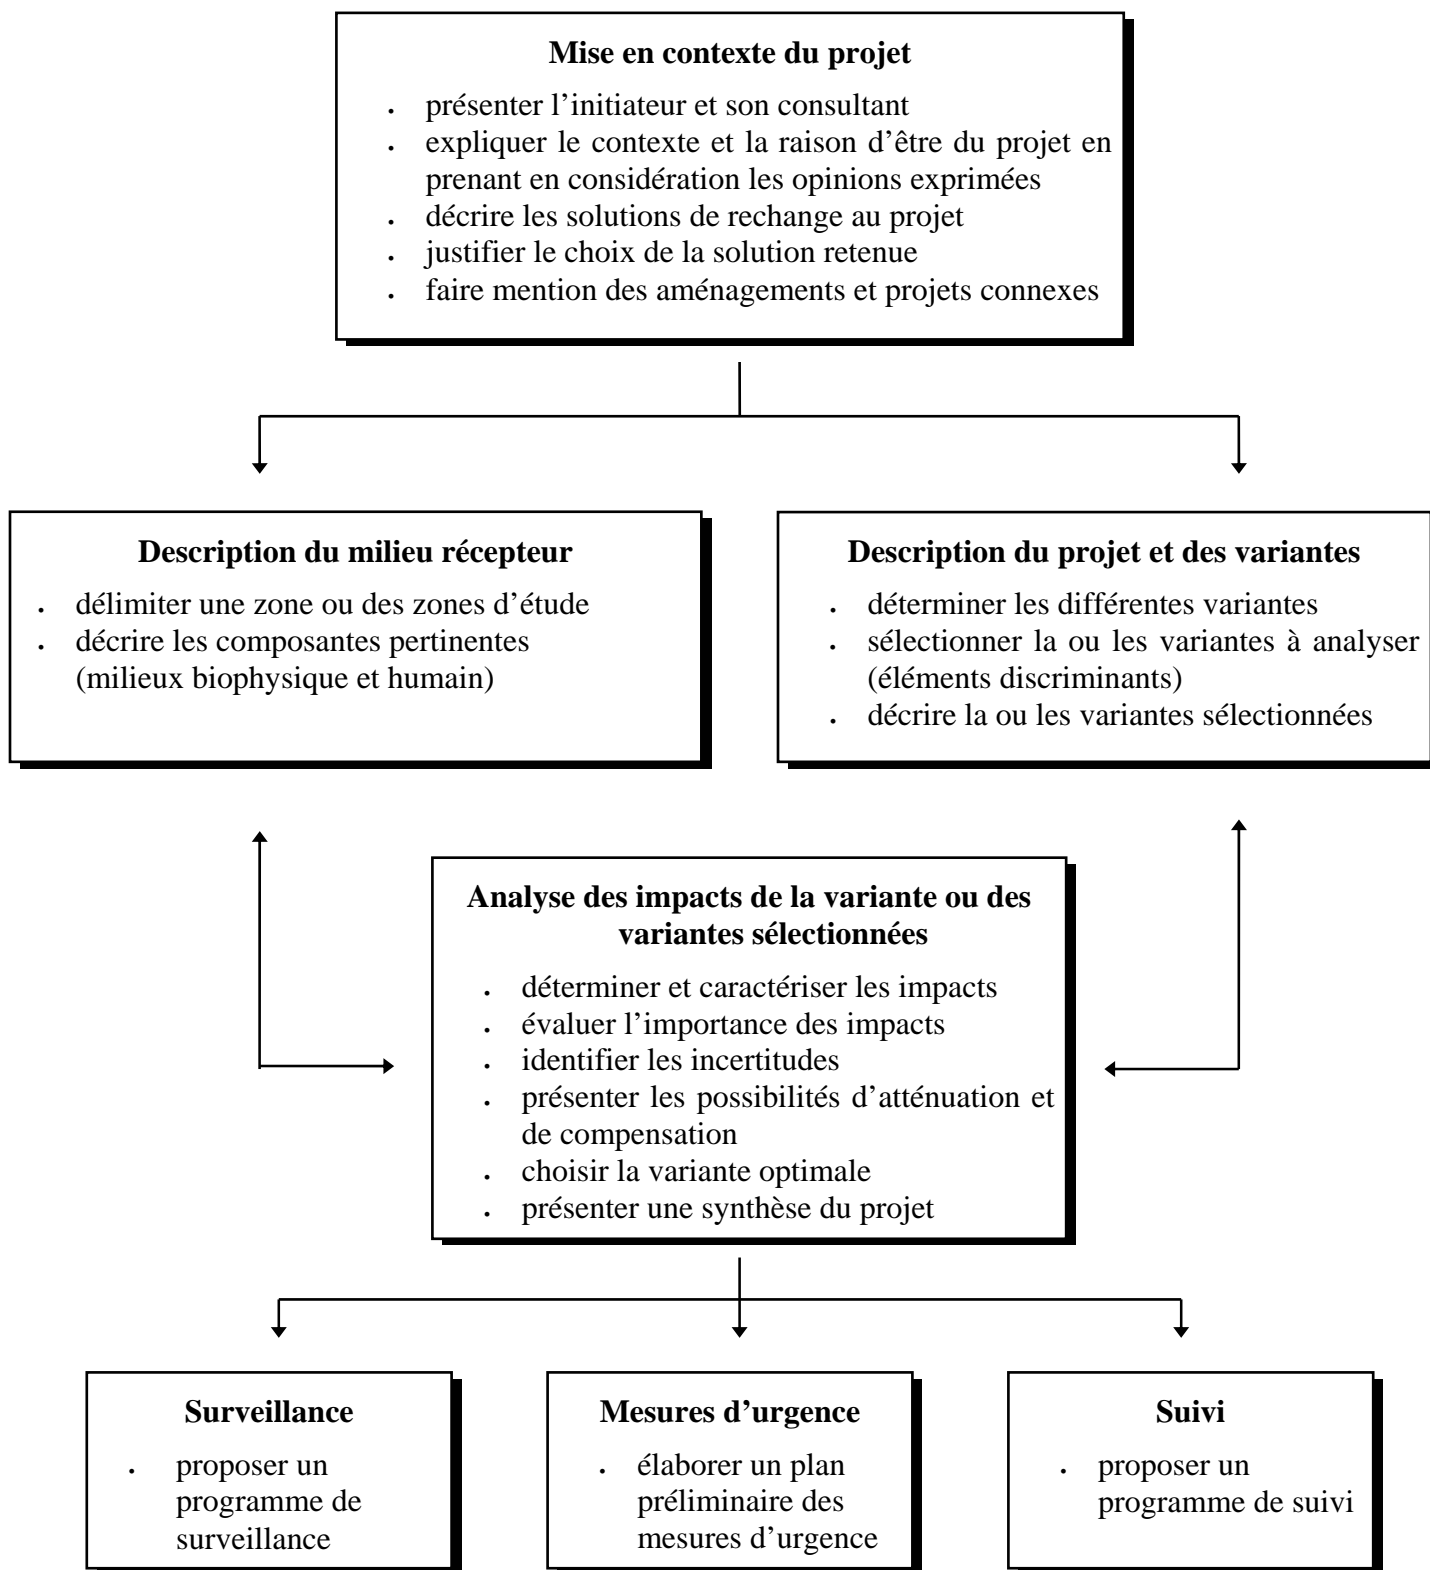 Mise en contexte du projet
. présenter l’initiateur et son consultant
. expliquer le contexte et la raison d’être du projet en
prenant en considération les opinions exprimées
. décrire les solutions de rechange au projet
. justifier le choix de la solution retenue
. faire mention des aménagements et projets connexes
Description du milieu récepteur
. délimiter une zone ou des zones d’étude
. décrire les composantes pertinentes
(milieux biophysique et humain)
Description du projet et des variantes
. déterminer les différentes variantes
. sélectionner la ou les variantes à analyser
(éléments discriminants)
. décrire la ou les variantes sélectionnées
Analyse des impacts de la variante ou des
variantes sélectionnées
. déterminer et caractériser les impacts
. évaluer l’importance des impacts
. identifier les incertitudes
. présenter les possibilités d’atténuation et
de compensation
. choisir la variante optimale
. présenter une synthèse du projet
Surveillance
. proposer un
programme de
surveillance
Mesures d’urgence
. élaborer un plan
préliminaire des
mesures d’urgence
Suivi
. proposer un
programme de suivi